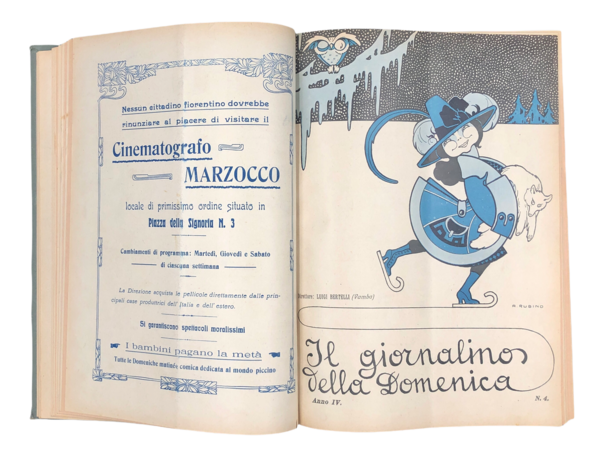 Nessun cittadino fiorentino dovrebbe
rinunziare al piacere di visitare il
Cinematografo
MARZOCCO
locale di primissimo ordine situato in
Piazza della Signoria N. 3
Cambiamenti di programma: Martedì, Giovedì e Sabato
di ciascuna settimana
La Direzione acquista le pellicole direttamente dalle prin-
cipali case produttrici dell'Italia e dell'estero.
Si garantiscono spettacoli moralissimi
I bambini pagano la metà
Tutte le Domeniche matinée comica dedicata al mondo piccino
LUIGI BERTELLI (Vamba)
A. RUBINO
Il giornalino
della Domenica
Anno IV.
N. 4.